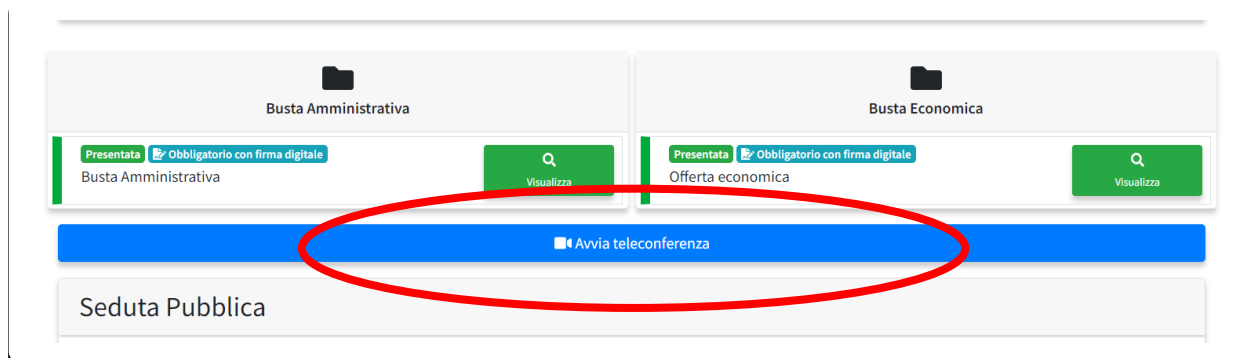 Busta Amministrativa
Presentata Obbligatorio con firma digitale
Busta Amministrativa
Visualizza
Busta Economica
Presentata Obbligatorio con firma digitale
Offerta economica
Visualizza
Avvia teleconferenza
Seduta Pubblica